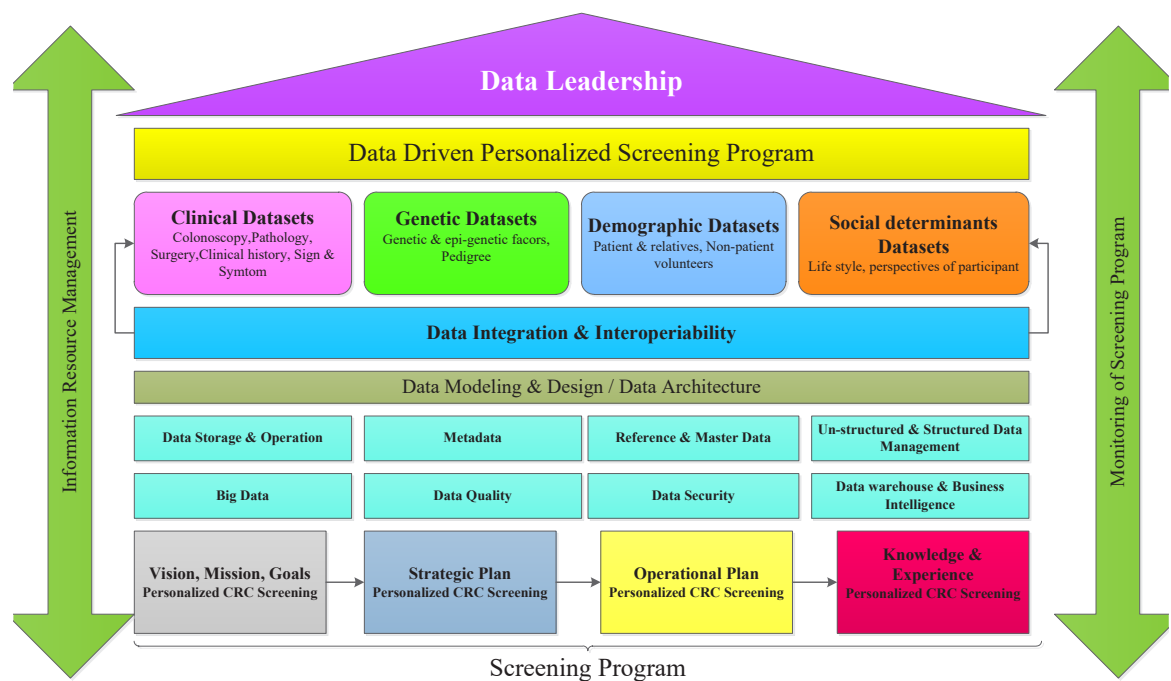 Data Leadership
Data Driven Personalized Screening Program
Clinical Datasets
Colonoscopy,Pathology,
Surgery,Clinical history, Sign &
Symtom
Genetic Datasets
Genetic & epi-genetic facors,
Pedigree
Demographic Datasets
Patient & relatives, Non-patient
volunteers
Social determinants
Datasets
Life style, perspectives of participant
Data Integration & Interoperiability
Data Modeling & Design / Data Architecture
Data Storage & Operation
Metadata
Reference & Master Data
Un-structured & Structured Data
Management
Big Data
Data Quality
Data Security
Data warehouse & Business
Intelligence
Vision, Mission, Goals
Personalized CRC Screening
Strategic Plan
Personalized CRC Screening
Operational Plan
Personalized CRC Screening
Knowledge &
Experience
Personalized CRC Screening
Screening Program
Information Resource Management
Monitoring of Screening Program